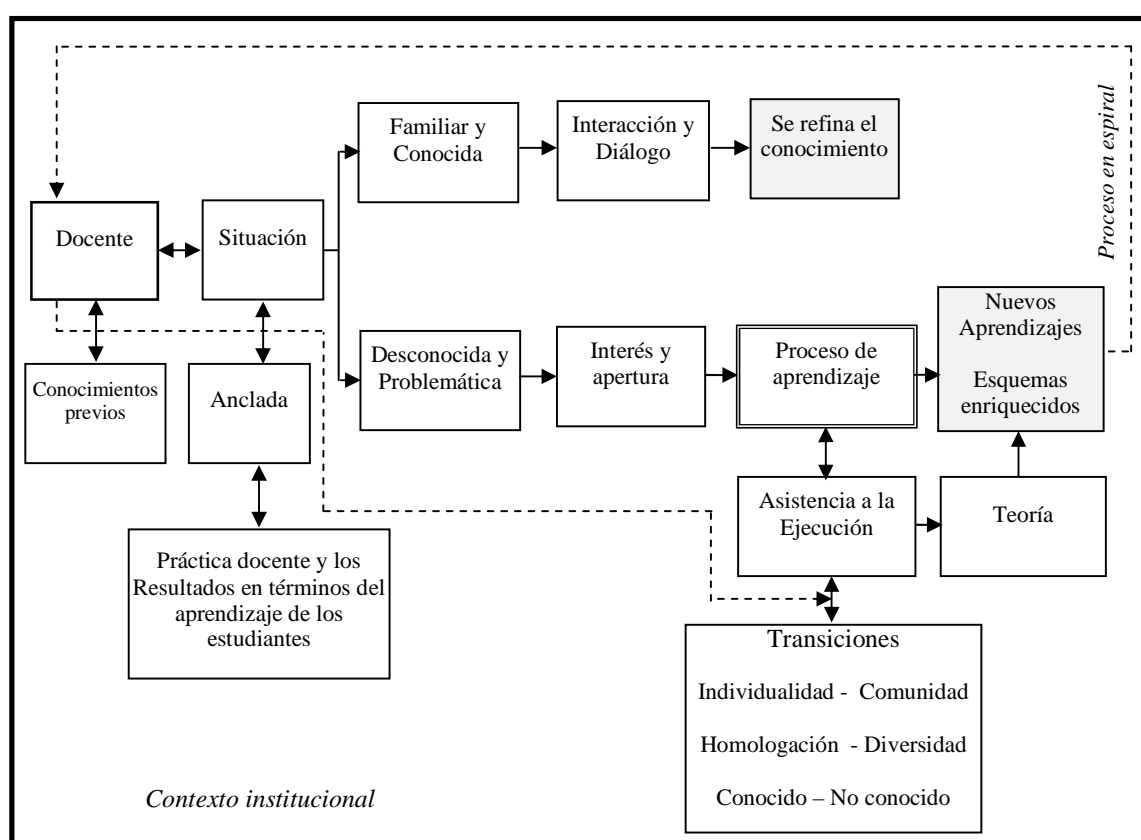 Familiar y
Conocida
Interacción y
Diálogo
Se refina el
conocimiento
Proceso en espiral
Docente
Situación
Desconocida y
Problemática
Interés y
apertura
Proceso de
aprendizaje
Nuevos
Aprendizajes
Esquemas
enriquecidos
Conocimientos
previos
Anclada
Asistencia a la
Ejecución
Teoría
Práctica docente y los
Resultados en términos del
aprendizaje de los
estudiantes
Transiciones
Individualidad - Comunidad
Homologación - Diversidad
Conocido – No conocido
Contexto institucional